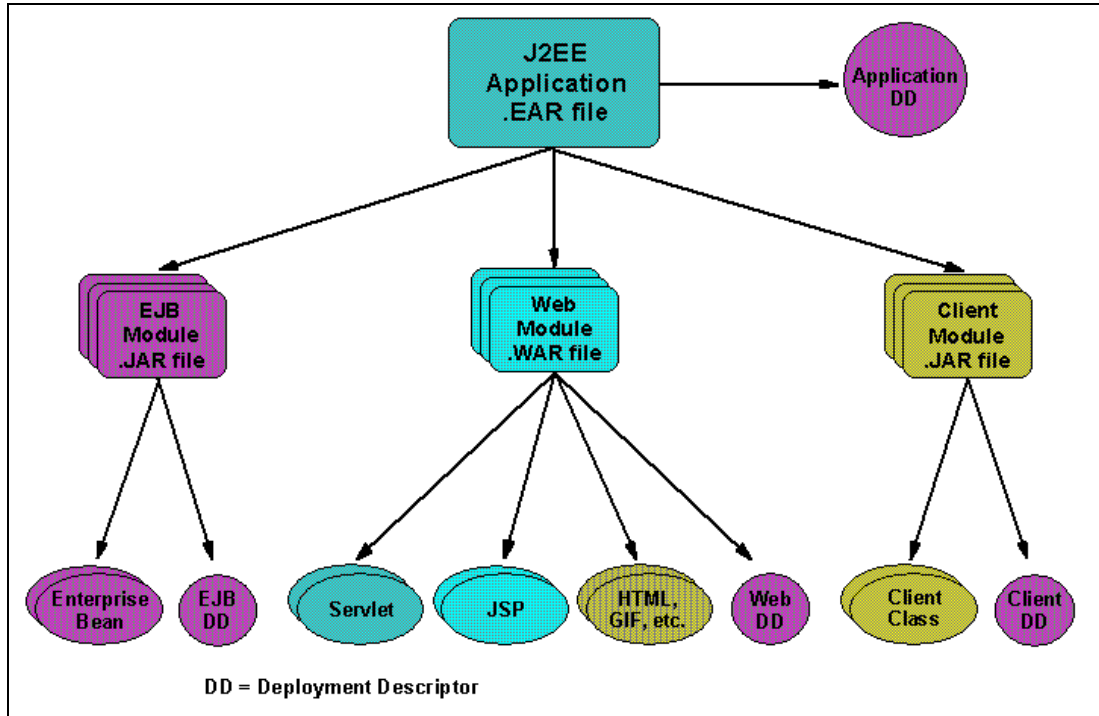 J2EE
Application
.EAR file
Application
DD
EJB
Module
.JAR file
Web
Module
.WAR file
Client
Module
.JAR file
Enterprise
Bean
EJB
DD
Servlet
JSP
HTML,
GIF, etc.
Web
DD
Client
Class
Client
DD
DD = Deployment Descriptor